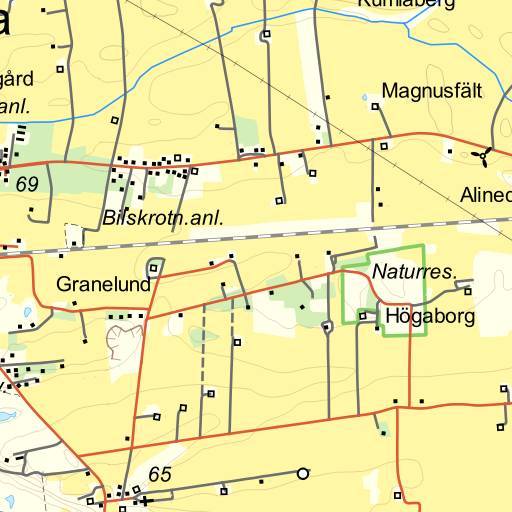 Kumlaberg
a
gård
anl.
Magnusfält
69
Alined
Bilskrotn.anl.
Naturres.
Granelund
Högaborg
65